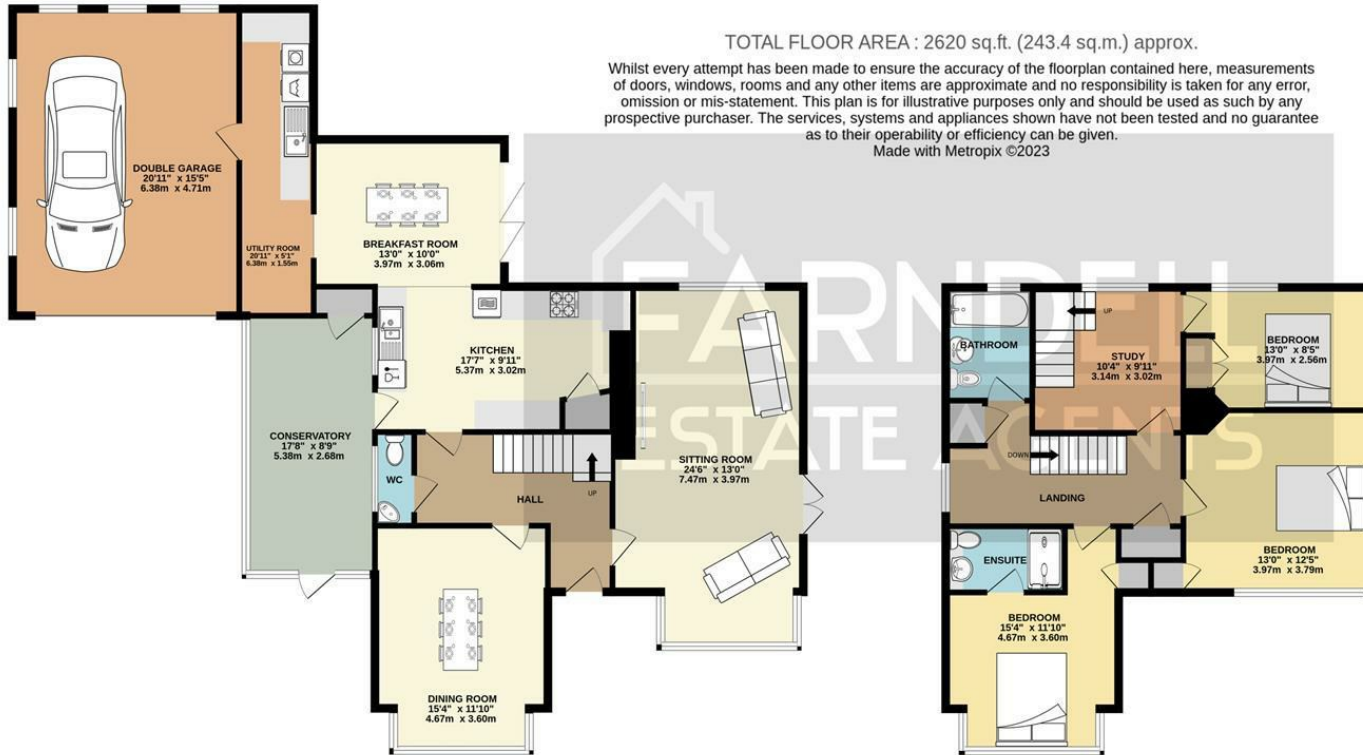 TOTAL FLOOR AREA : 2620 sq.ft. (243.4 sq.m.) approx.
Whilst every attempt has been made to ensure the accuracy of the floorplan contained here, measurements
of doors, windows, rooms and any other items are approximate and no responsibility is taken for any error,
omission or mis-statement. This plan is for illustrative purposes only and should be used as such by any
prospective purchaser. The services, systems and appliances shown have not been tested and no guarantee
as to their operability or efficiency can be given.
Made with Metropix ©2023
DOUBLE GARAGE
20'11" x 15'5"
6.38m x 4.71m
UTILITY ROOM
20'11" x 5'1"
6.38m x 1.55m
BREAKFAST ROOM
13'0" x 10'0"
3.97m x 3.06m
KITCHEN
17'7" x 9'11"
5.37m x 3.02m
CONSERVATORY
17'8" x 8'9"
5.38m x 2.68m
WC
HALL
UP
SITTING ROOM
24'6" x 13'0"
7.47m x 3.97m
DINING ROOM
15'4" x 11'10"
4.67m x 3.60m
FARNDELL
ESTATE AGENTS
BATHROOM
UP
STUDY
10'4" x 9'11"
3.14m x 3.02m
BEDROOM
13'0" x 8'5"
3.97m x 2.56m
DOWN
LANDING
BEDROOM
13'0" x 12'5"
3.97m x 3.79m
ENSUITE
BEDROOM
15'4" x 11'10"
4.67m x 3.60m